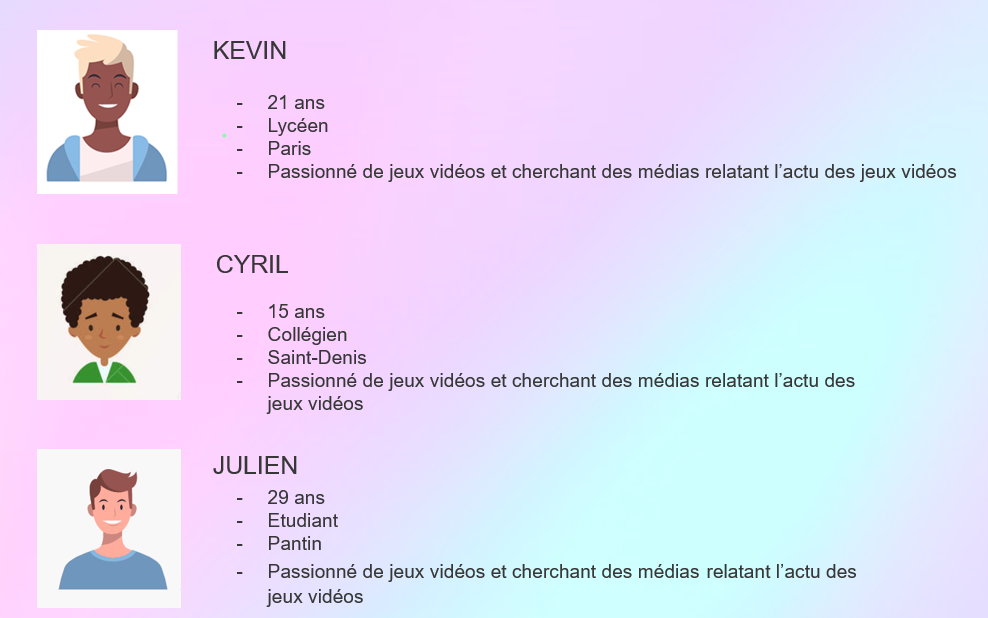 KEVIN
- 21 ans
- Lycéen
- Paris
- Passionné de jeux vidéos et cherchant des médias relatant l’actu des jeux vidéos
CYRIL
- 15 ans
- Collégien
- Saint-Denis
- Passionné de jeux vidéos et cherchant des médias relatant l’actu des
jeux vidéos
JULIEN
- 29 ans
- Etudiant
- Pantin
- Passionné de jeux vidéos et cherchant des médias relatant l’actu des
jeux vidéos